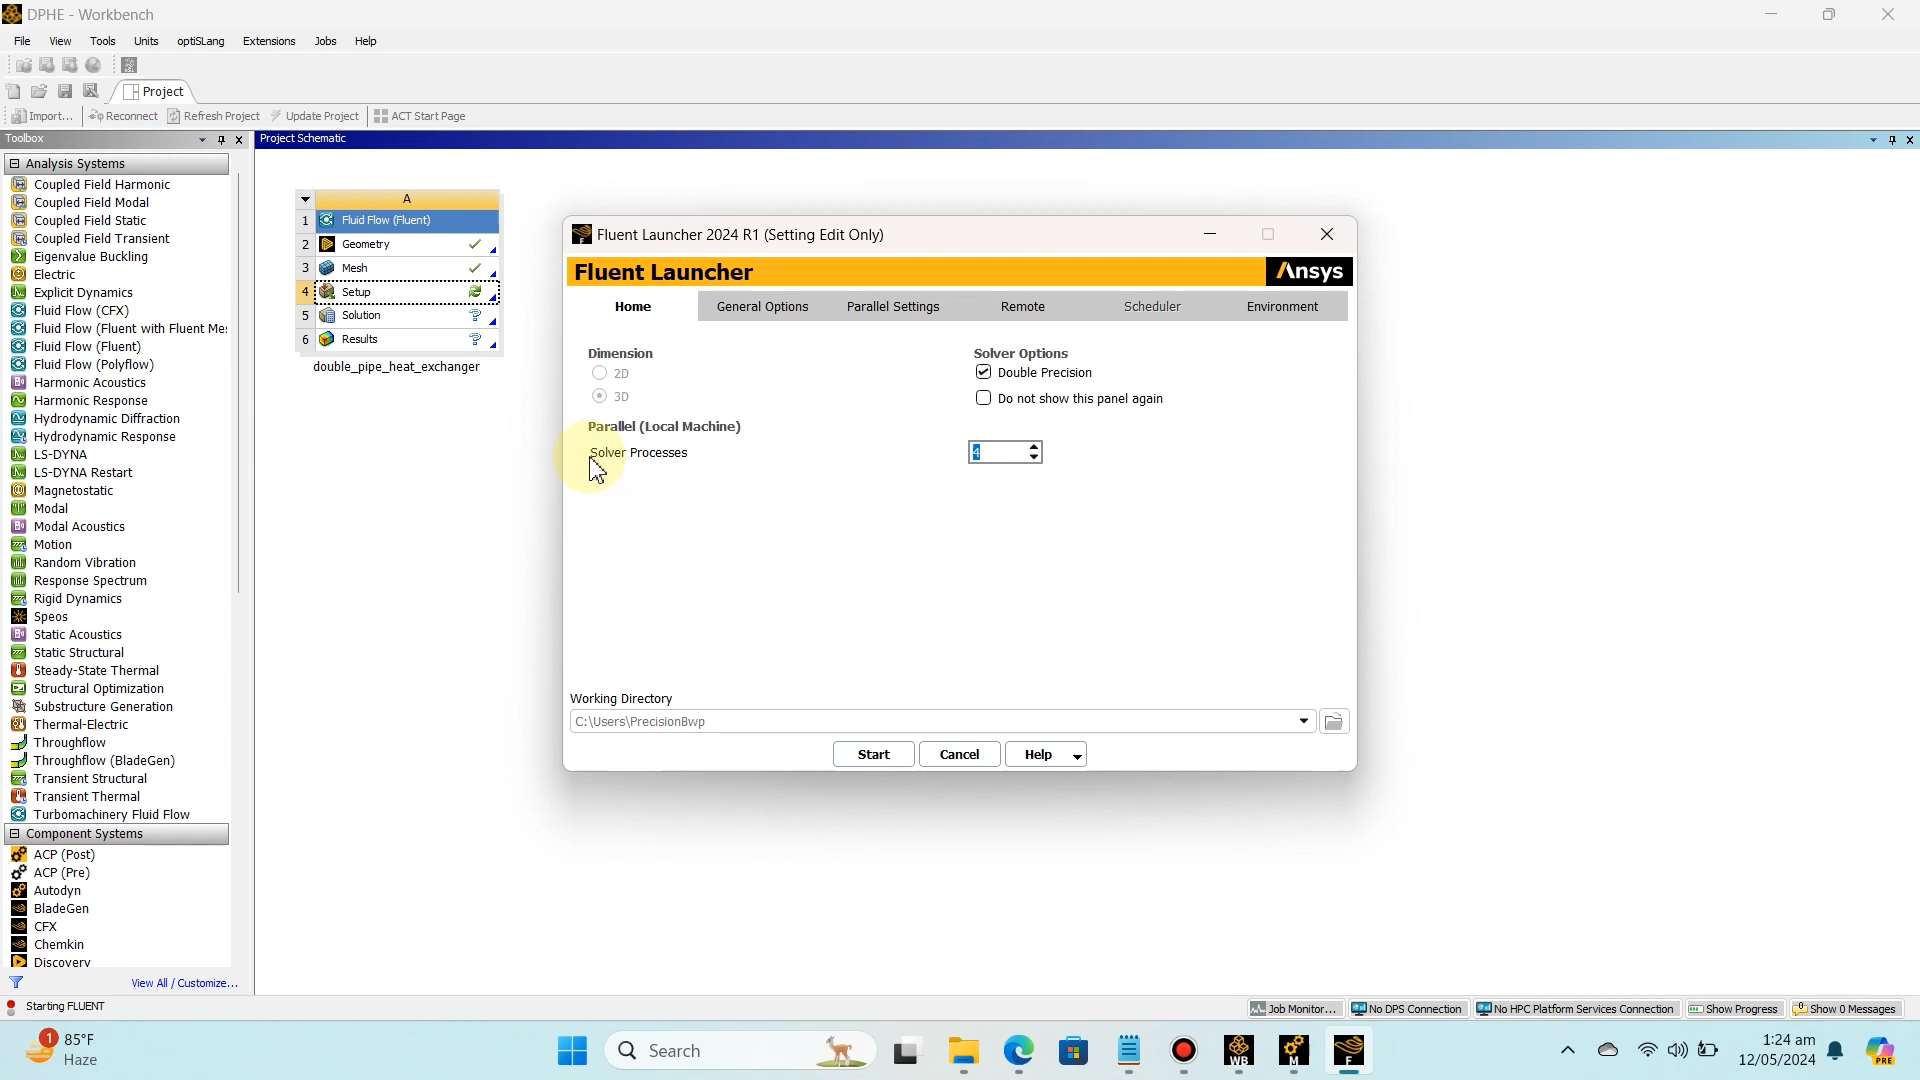 DPHE - Workbench
File View Tools Units optiSLang Extensions Jobs Help
Project
Import... Reconnect Refresh Project Update Project ACT Start Page
Toolbox
Analysis Systems
Coupled Field Harmonic
Coupled Field Modal
Coupled Field Static
Coupled Field Transient
Eigenvalue Buckling
Electric
Explicit Dynamics
Fluid Flow (CFX)
Fluid Flow (Fluent with Fluent Me
Fluid Flow (Fluent)
Fluid Flow (Polyflow)
Harmonic Acoustics
Harmonic Response
Hydrodynamic Diffraction
Hydrodynamic Response
LS-DYNA
LS-DYNA Restart
Magnetostatic
Modal
Modal Acoustics
Motion
Random Vibration
Response Spectrum
Rigid Dynamics
Speos
Static Acoustics
Static Structural
Steady-State Thermal
Structural Optimization
Substructure Generation
Thermal-Electric
Throughflow
Throughflow (BladeGen)
Transient Structural
Transient Thermal
Turbomachinery Fluid Flow
Component Systems
ACP (Post)
ACP (Pre)
Autodyn
BladeGen
CFX
Chemkin
Discovery
View All / Customize...
Project Schematic
A
1 Fluid Flow (Fluent)
2 Geometry
3 Mesh
4 Setup
5 Solution ?
6 Results ?
double_pipe_heat_exchanger
Fluent Launcher 2024 R1 (Setting Edit Only)
Fluent Launcher Ansys
Home General Options Parallel Settings Remote Scheduler Environment
Dimension
2D
3D
Solver Options
Double Precision
Do not show this panel again
Parallel (Local Machine)
Solver Processes 4
Working Directory
C:\Users\PrecisionBwp
Start Cancel Help
Starting FLUENT
Job Monitor... No DPS Connection No HPC Platform Services Connection Show Progress Show 0 Messages
1
85°F
Haze
Search
WB
M
F
1:24 am
12/05/2024
PRE